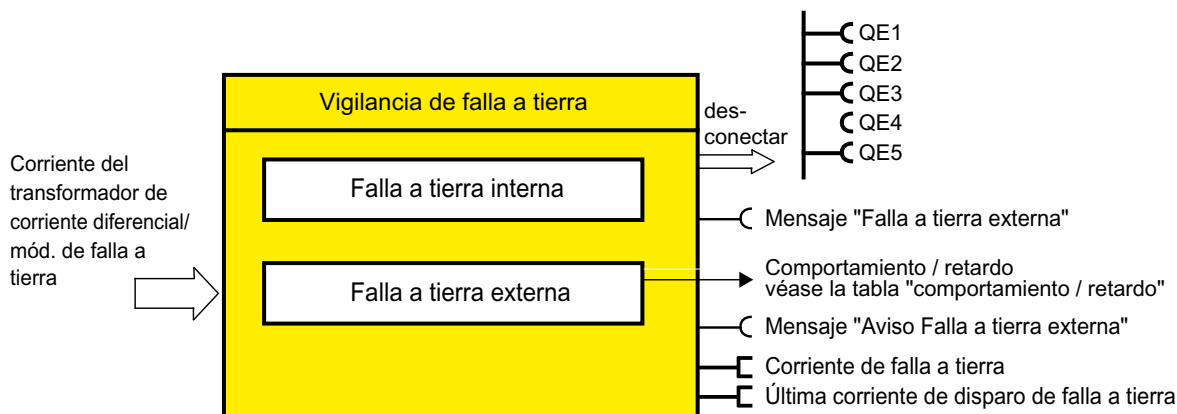 QE1
QE2
QE3
QE4
QE5
Vigilancia de falla a tierra
des-
conectar
Corriente del
transformador de
corriente diferencial/
mód. de falla a
tierra
Falla a tierra interna
Falla a tierra externa
Mensaje "Falla a tierra externa"
Comportamiento / retardo
véase la tabla "comportamiento / retardo"
Mensaje "Aviso Falla a tierra externa"
Corriente de falla a tierra
Última corriente de disparo de falla a tierra